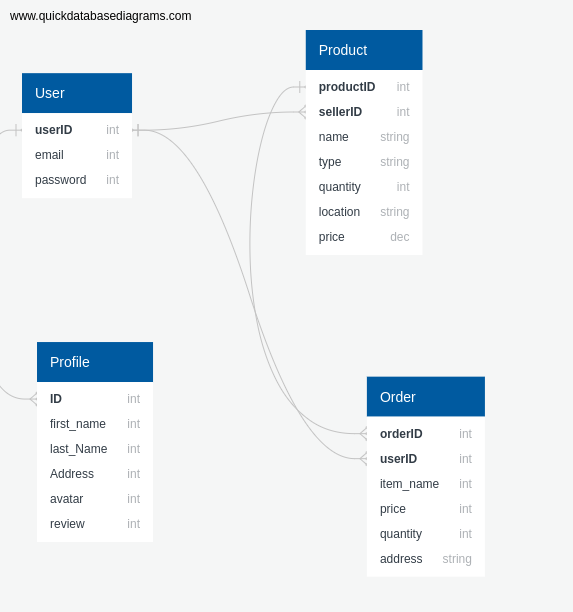 www.quickdatabasediagrams.com
Product
productID int
sellerID int
name string
type string
quantity int
location string
price dec
User
userID int
email int
password int
Profile
ID int
first_name int
last_Name int
Address int
avatar int
review int
Order
orderID int
userID int
item_name int
price int
quantity int
address string